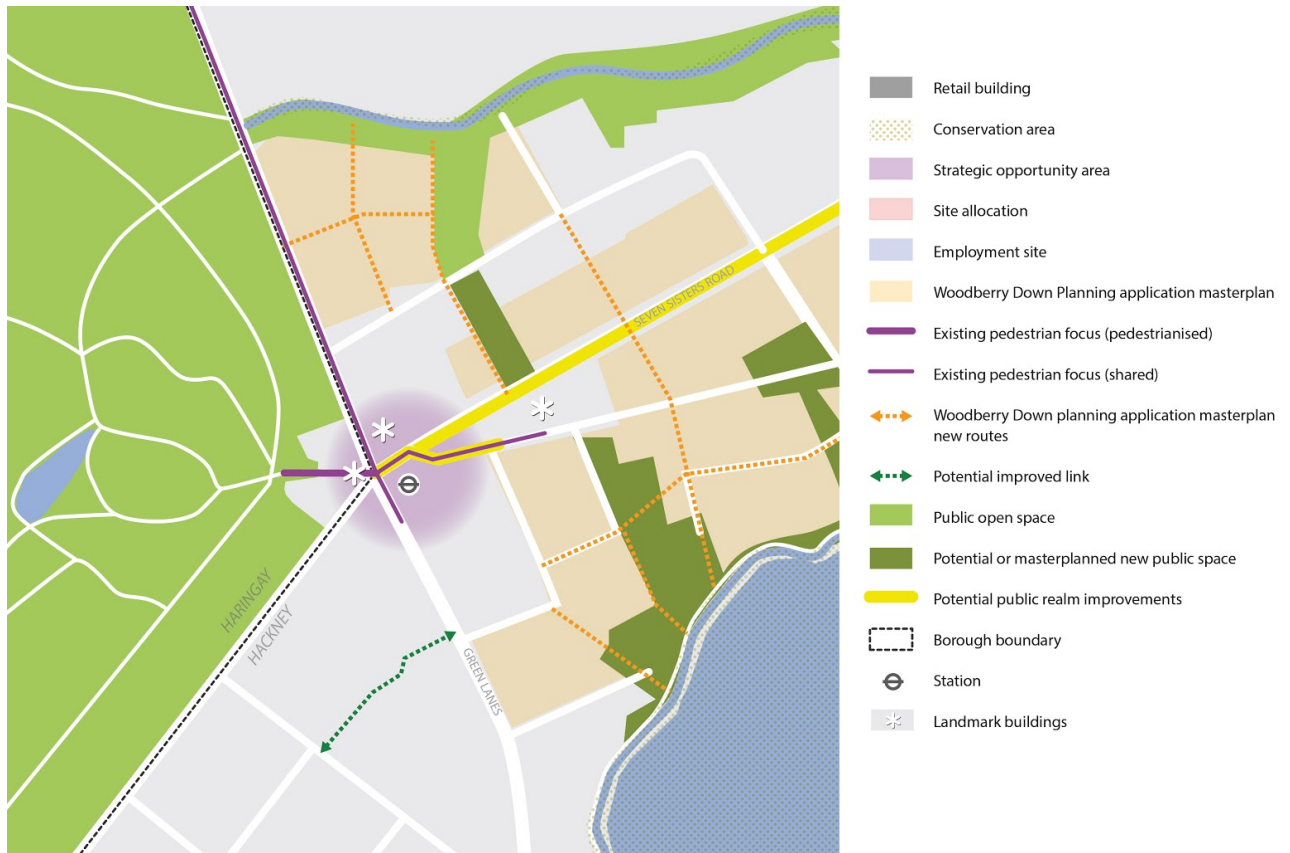 SEVEN SISTERS ROAD
HARINGAY
HACKNEY
GREEN LANES
Retail building
Conservation area
Strategic opportunity area
Site allocation
Employment site
Woodberry Down Planning application masterplan
Existing pedestrian focus (pedestrianised)
Existing pedestrian focus (shared)
Woodberry Down planning application masterplan
new routes
Potential improved link
Public open space
Potential or masterplanned new public space
Potential public realm improvements
Borough boundary
Station
Landmark buildings